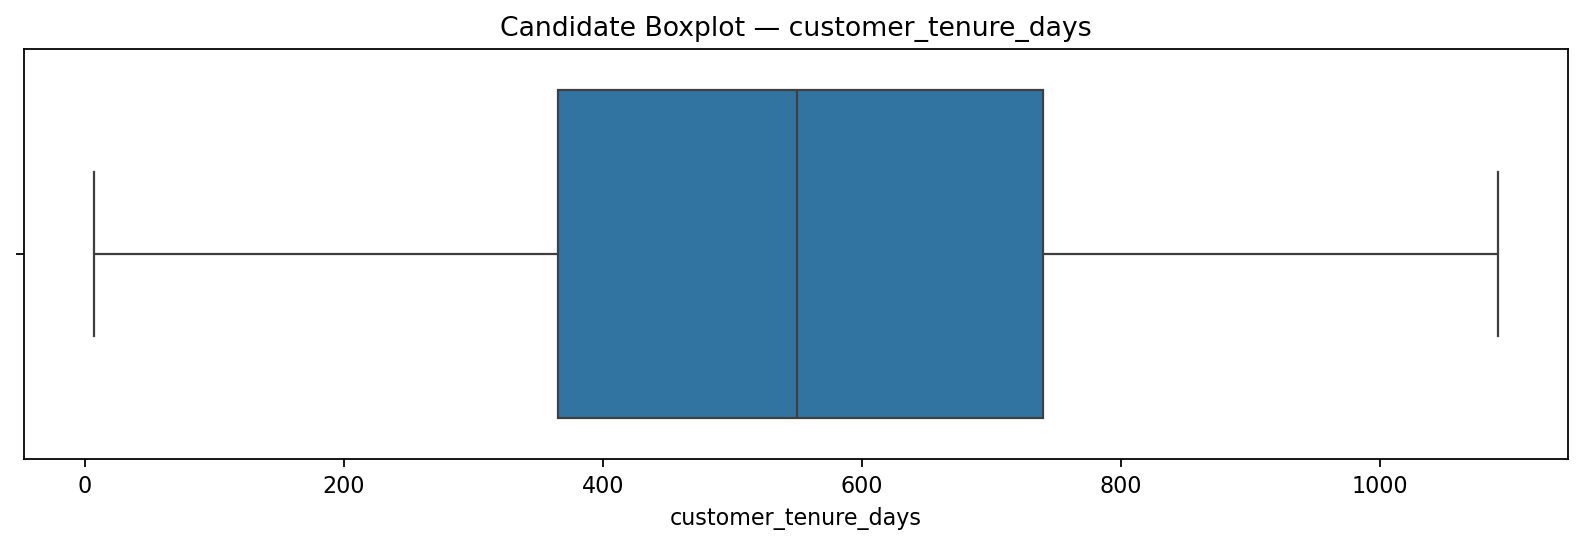 Candidate Boxplot — customer_tenure_days
0 200 400 600 800 1000
customer_tenure_days